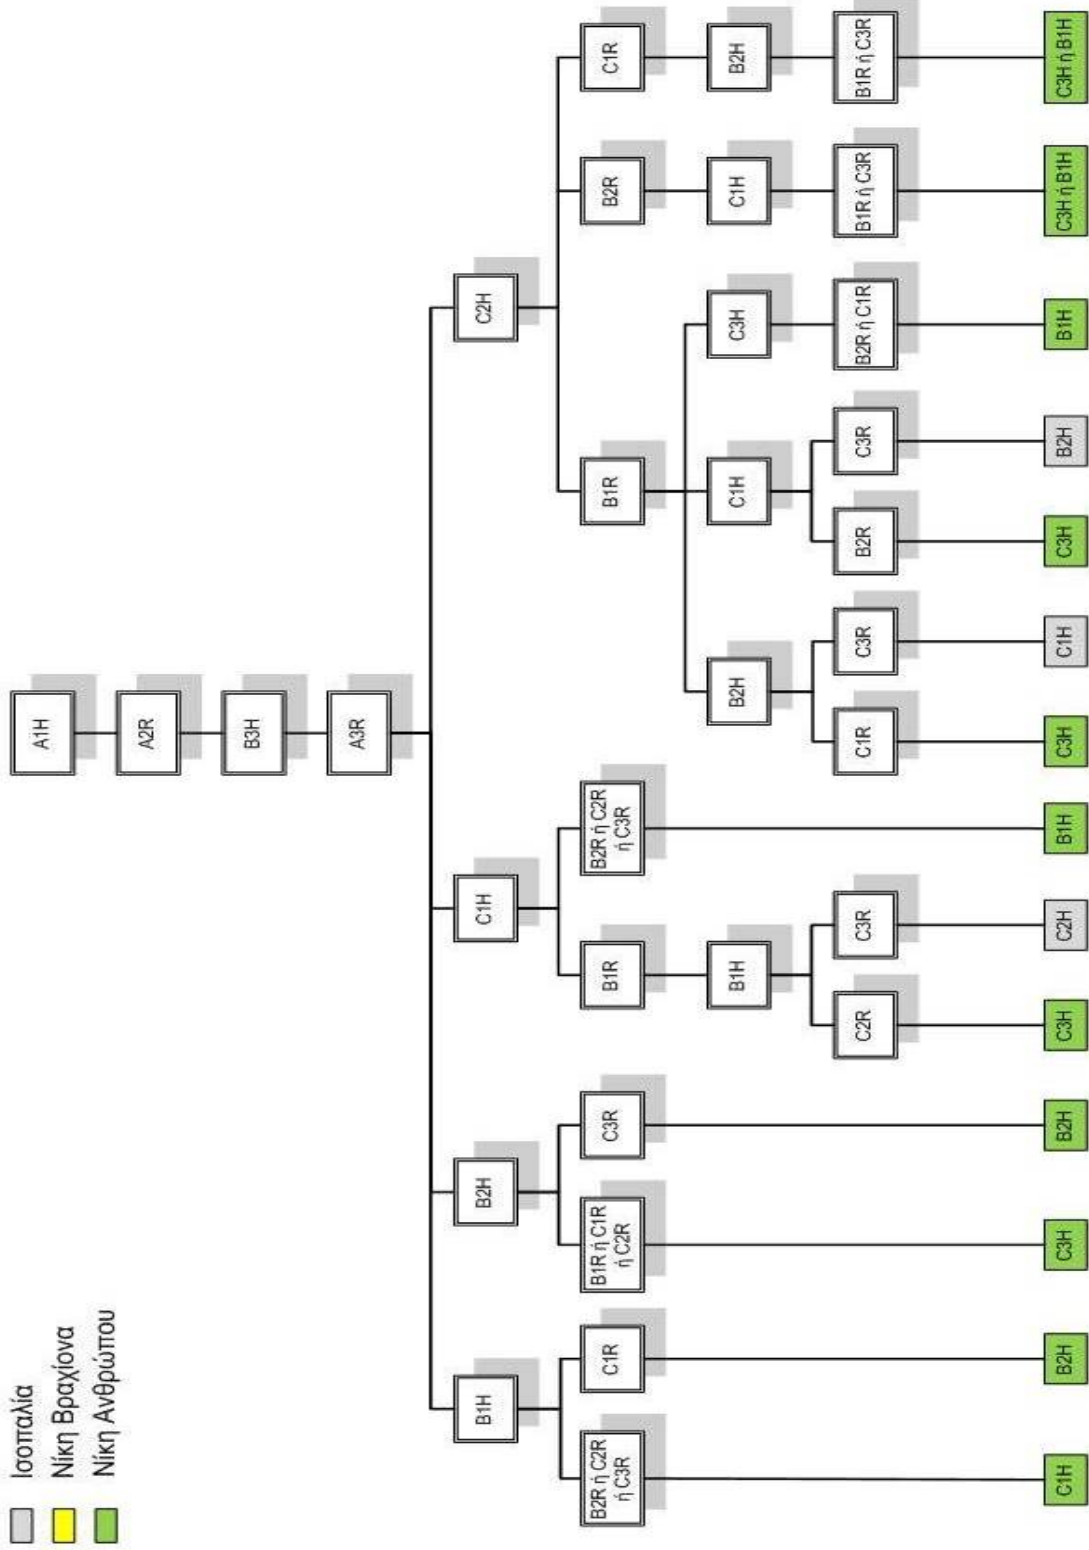 Ισοπαλία
Νίκη Βραχίονα
Νίκη Ανθρώπου
A1H
A2R
B3H
A3R
B1H
B2H
C1H
C2H
B2R ή C2R
ή C3R
C1R
B1R ή C1R
ή C2R
C3R
B1R
B2R ή C2R
ή C3R
B1R
B2R
C1R
B1H
B2H
C1H
C3H
C1H
B2H
C2R
C3R
C1R
C3R
B2R
C3R
B2R ή C1R
B1R ή C3R
B1R ή C3R
C1H
B2H
C3H
B2H
C3H
C2H
B1H
C3H
C1H
C3H
B2H
B1H
C3H ή B1H
C3H ή B1H